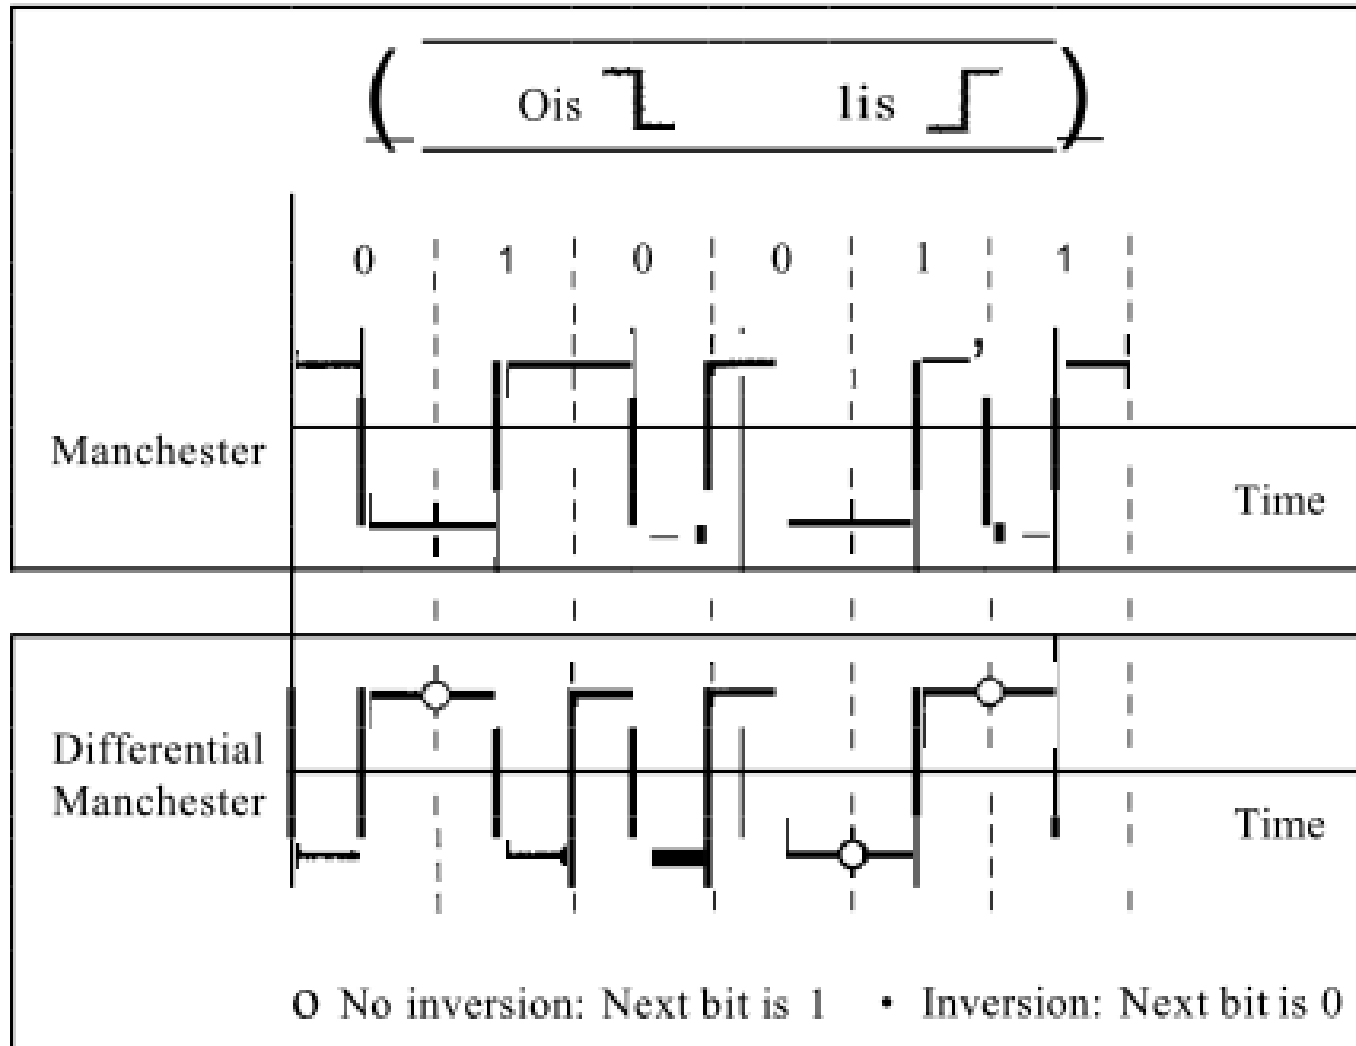 Ois 1is
0 1 0 0 1 1
Manchester
Time
Differential
Manchester
Time
O No inversion: Next bit is 1 • Inversion: Next bit is 0